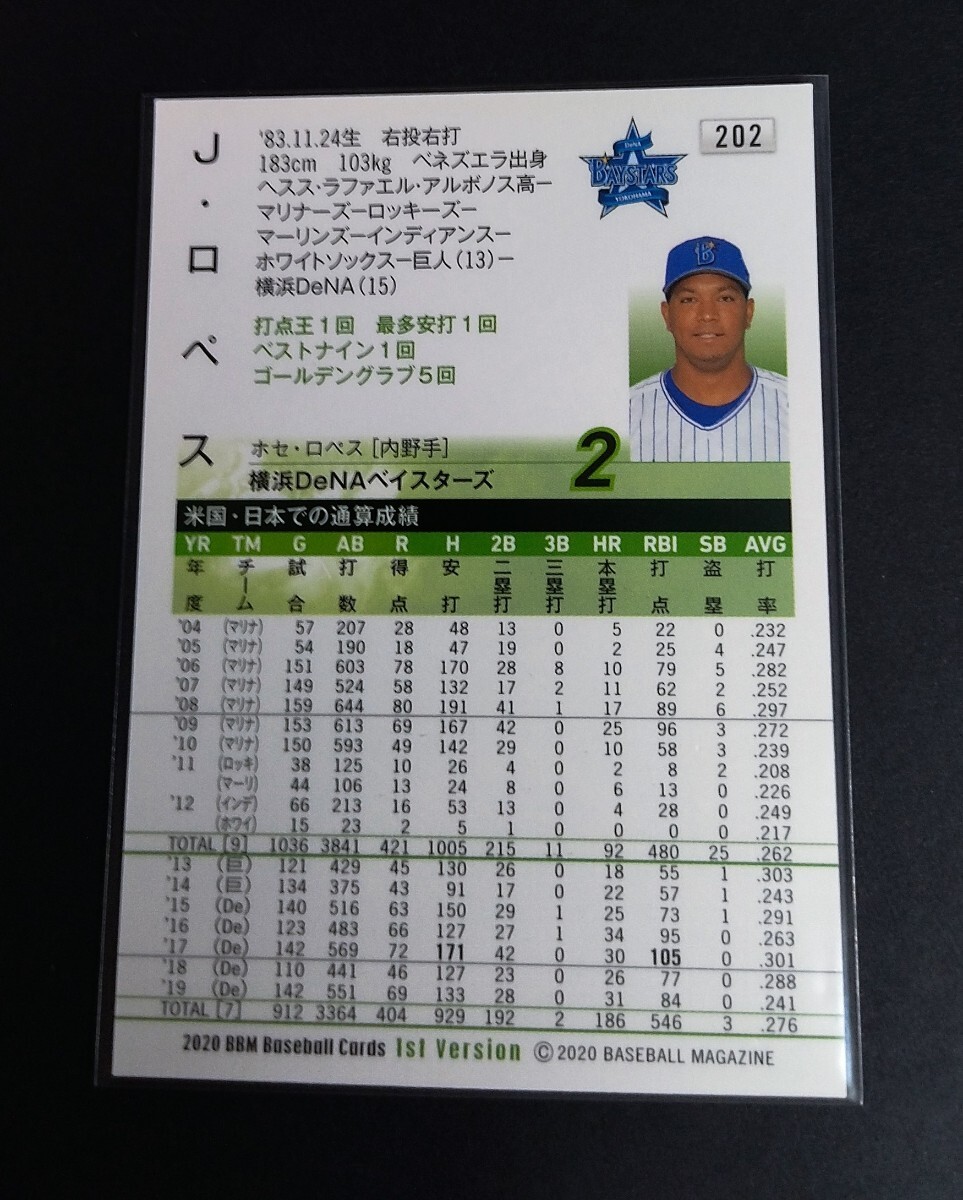 J・ロペス
'83.11.24生 右投右打
183cm 103kg ベネズエラ出身
ヘスス・ラファエル・アルボノス高ー
マリナーズーロッキーズー
マーリンズーインディアンスー
ホワイトソックスー巨人(13)ー
横浜DeNA(15)
打点王1回 最多安打1回
ベストナイン1回
ゴールデングラブ5回
DeNA
BAYSTARS
YOKOHAMA
202
B
ホセ・ロペス [内野手]
横浜DeNAベイスターズ
2
米国・日本での通算成績
YR TM G AB R H 2B 3B HR RBI SB AVG
年度 チーム 試合 打数 得点 安打 二塁打 三塁打 本塁打 打点 盗塁 打率
'04 (マリナ) 57 207 28 48 13 0 5 22 0 .232
'05 (マリナ) 54 190 18 47 19 0 2 25 4 .247
'06 (マリナ) 151 603 78 170 28 8 10 79 5 .282
'07 (マリナ) 149 524 58 132 17 2 11 62 2 .252
'08 (マリナ) 159 644 80 191 41 1 17 89 6 .297
'09 (マリナ) 153 613 69 167 42 0 25 96 3 .272
'10 (マリナ) 150 593 49 142 29 0 10 58 3 .239
'11 (ロッキ) 38 125 10 26 4 0 2 8 2 .208
(マーリ) 44 106 13 24 8 0 6 13 0 .226
'12 (インデ) 66 213 16 53 13 0 4 28 0 .249
(ホワイ) 15 23 2 5 1 0 0 0 0 .217
TOTAL [9] 1036 3841 421 1005 215 11 92 480 25 .262
'13 (巨) 121 429 45 130 26 0 18 55 1 .303
'14 (巨) 134 375 43 91 17 0 22 57 1 .243
'15 (De) 140 516 63 150 29 1 25 73 1 .291
'16 (De) 123 483 66 127 27 1 34 95 0 .263
'17 (De) 142 569 72 171 42 0 30 105 0 .301
'18 (De) 110 441 46 127 23 0 26 77 0 .288
'19 (De) 142 551 69 133 28 0 31 84 0 .241
TOTAL [7] 912 3364 404 929 192 2 186 546 3 .276
2020 BBM Baseball Cards 1st Version ©2020 BASEBALL MAGAZINE